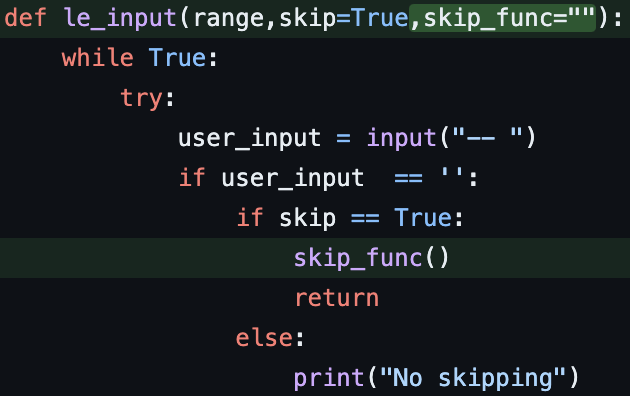 def le_input(range,skip=True,skip_func=""):
    while True:
        try:
            user_input = input("-- ")
            if user_input  == '':
                if skip == True:
                    skip_func()
                    return
                else:
                    print("No skipping")